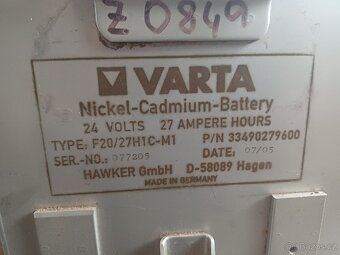 Z 0849
VARTA
Nickel-Cadmium-Battery
24 VOLTS 27 AMPERE HOURS
TYPE: F20/27H1C-M1 P/N 33490279600
SER.-NO.: 077205 DATE: 07/05
HAWKER GmbH D-58089 Hagen
MADE IN GERMANY